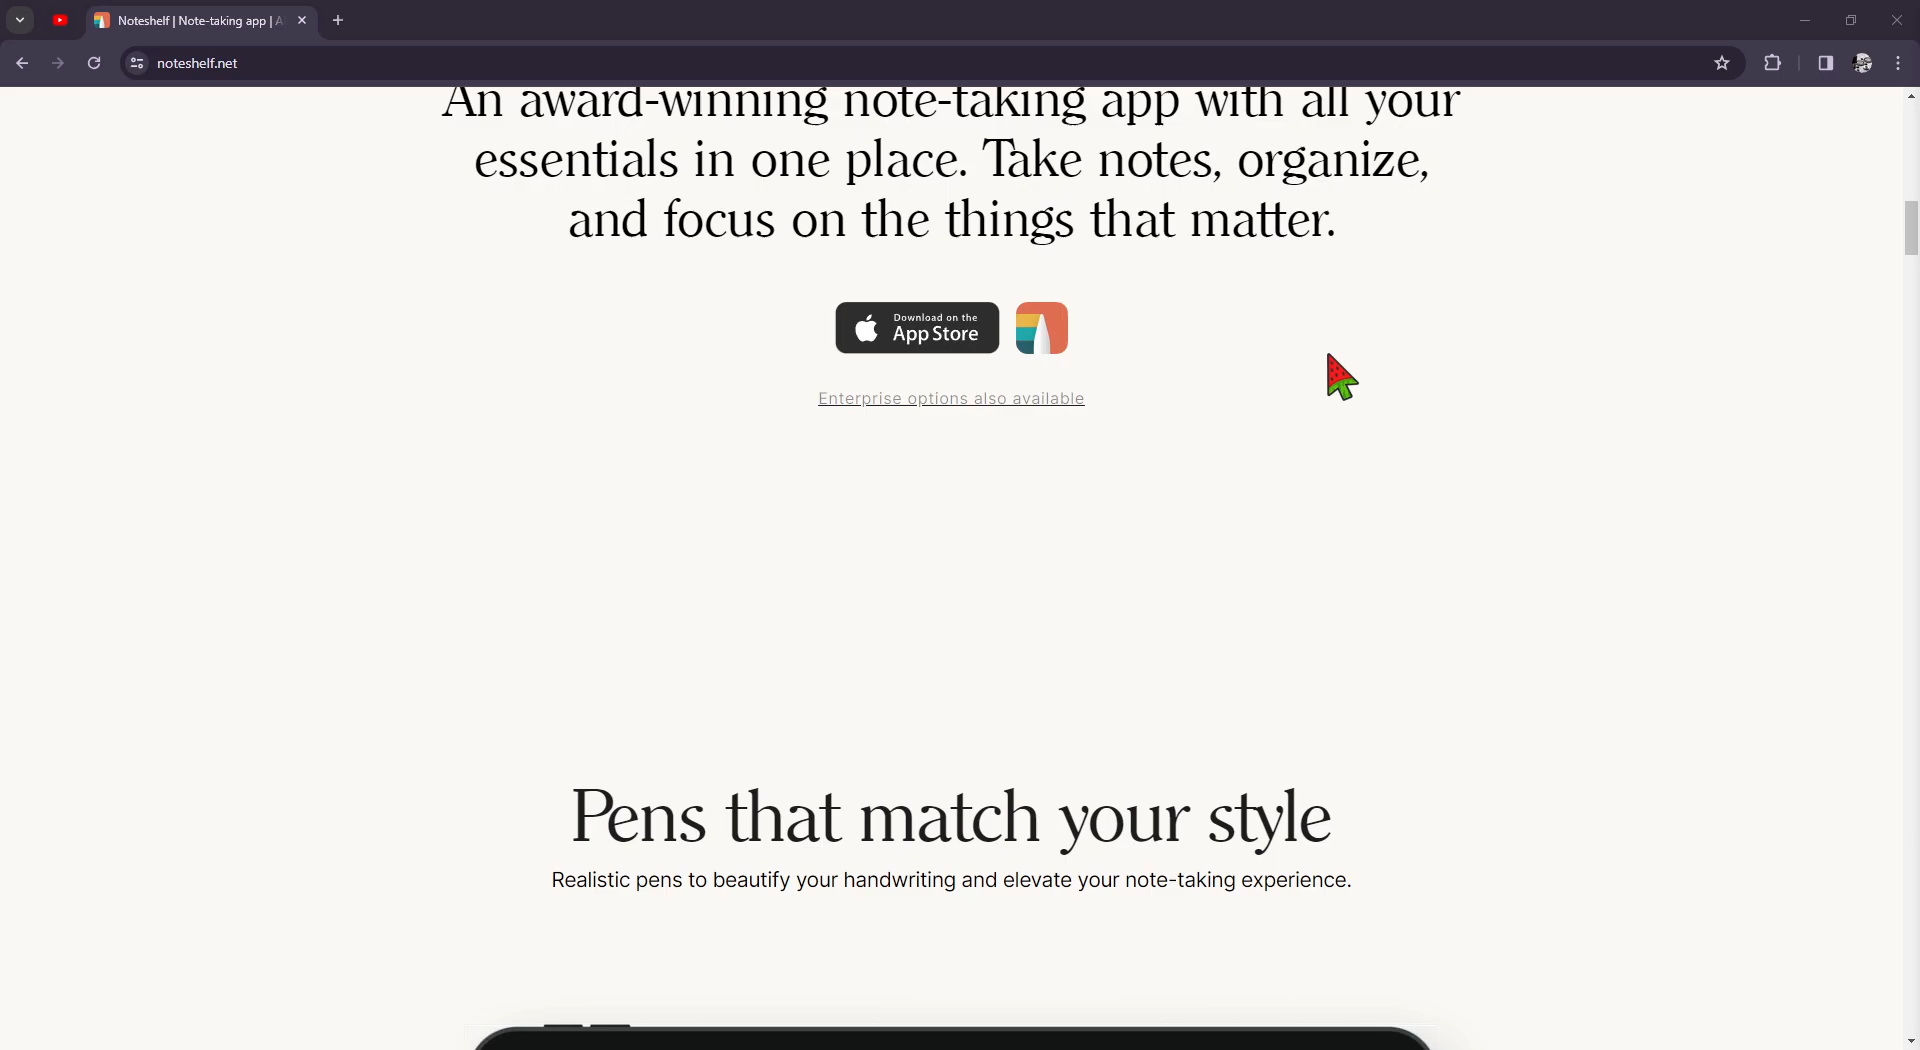 Noteshelf | Note-taking app |
noteshelf.net
An award-winning note-taking app with all your
essentials in one place. Take notes, organize,
and focus on the things that matter.
Download on the
App Store
Enterprise options also available
Pens that match your style
Realistic pens to beautify your handwriting and elevate your note-taking experience.